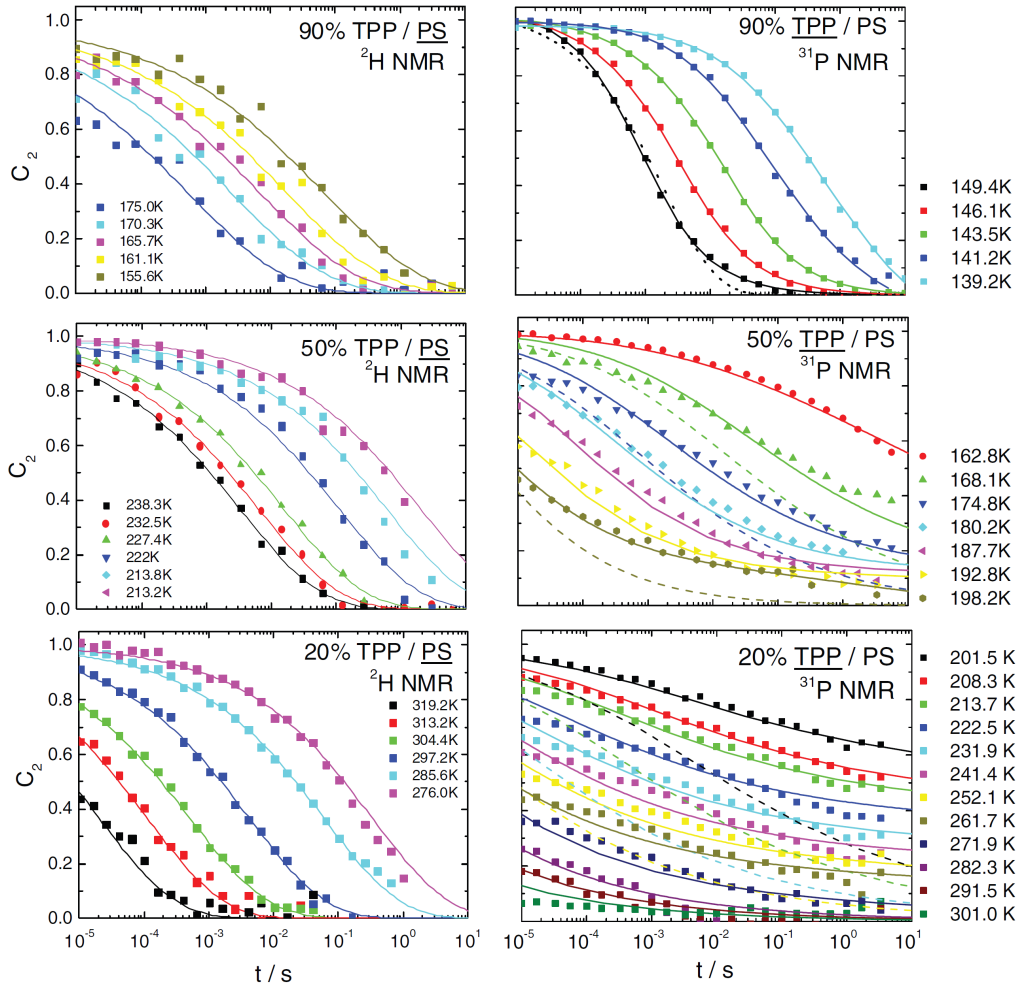 90% TPP / PS
²H NMR
C₂
1.0
0.8
0.6
0.4
0.2
0.0
175.0K
170.3K
165.7K
161.1K
155.6K
90% TPP / PS
³¹P NMR
149.4K
146.1K
143.5K
141.2K
139.2K
50% TPP / PS
²H NMR
C₂
1.0
0.8
0.6
0.4
0.2
0.0
238.3K
232.5K
227.4K
222K
213.8K
213.2K
50% TPP / PS
³¹P NMR
162.8K
168.1K
174.8K
180.2K
187.7K
192.8K
198.2K
20% TPP / PS
²H NMR
C₂
1.0
0.8
0.6
0.4
0.2
0.0
319.2K
313.2K
304.4K
297.2K
285.6K
276.0K
10⁻⁵ 10⁻⁴ 10⁻³ 10⁻² 10⁻¹ 10⁰ 10¹
t / s
20% TPP / PS
³¹P NMR
201.5 K
208.3 K
213.7 K
222.5 K
231.9 K
241.4 K
252.1 K
261.7 K
271.9 K
282.3 K
291.5 K
301.0 K
10⁻⁵ 10⁻⁴ 10⁻³ 10⁻² 10⁻¹ 10⁰ 10¹
t / s